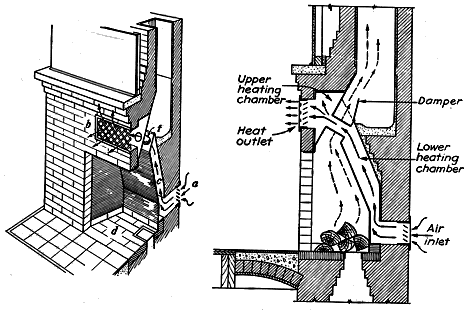 b
t
a
d
Upper
heating
chamber
Damper
Heat
outlet
Lower
heating
chamber
Air
inlet